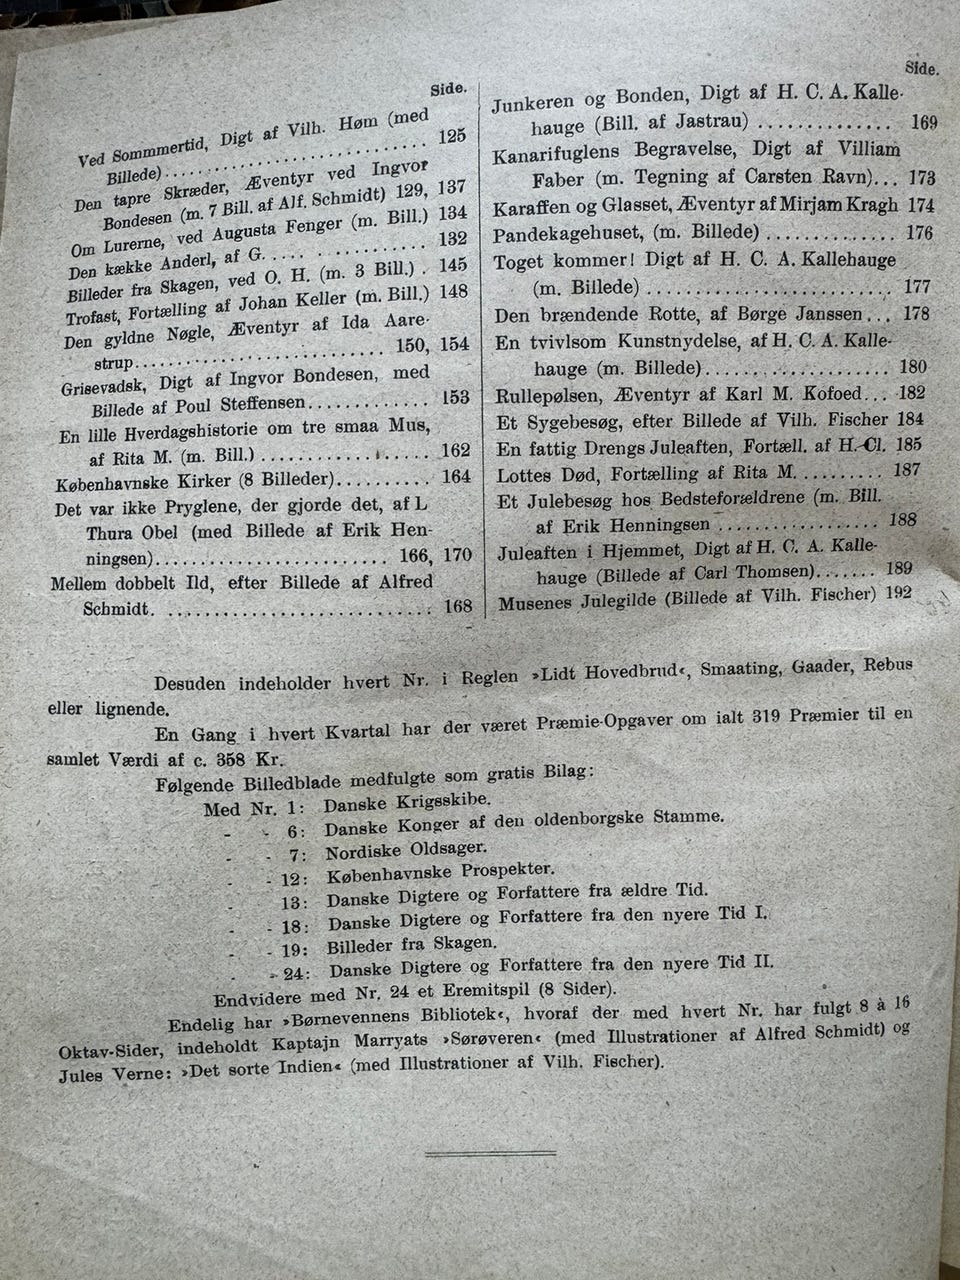 Side.
Ved Sommmertid, Digt af Vilh. Høm (med
Billede)............................ 125
Den tapre Skræder, Æventyr ved Ingvor
Bondesen (m. 7 Bill. af Alf. Schmidt) 129, 137
Om Lurerne, ved Augusta Fenger (m. Bill.) 134
Den kække Anderl, af G..... ............ 132
Billeder fra Skagen, ved O. H. (m. 3 Bill.) . 145
Trofast, Fortælling af Johan Keller (m. Bill.) 148
Den gyldne Nøgle, Æventyr af Ida Aare-
strup............................ 150, 154
Grisevadsk, Digt af Ingvor Bondesen, med
Billede af Poul Steffensen............. 153
En lille Hverdagshistorie om tre smaa Mus,
af Rita M. (m. Bill.) .................. 162
Københavnske Kirker (8 Billeder).......... 164
Det var ikke Pryglene, der gjorde det, af L
Thura Obel (med Billede af Erik Hen-
ningsen)........................... 166, 170
Mellem dobbelt Ild, efter Billede af Alfred
Schmidt. ............................ 168
Side.
Junkeren og Bonden, Digt af H. C. A. Kalle-
hauge (Bill. af Jastrau) .............. 169
Kanarifuglens Begravelse, Digt af Villiam
Faber (m. Tegning af Carsten Ravn)... 173
Karaffen og Glasset, Æventyr af Mirjam Kragh 174
Pandekagehuset, (m. Billede) ............. 176
Toget kommer! Digt af H. C. A. Kallehauge
(m. Billede) .......................... 177
Den brændende Rotte, af Børge Janssen... 178
En tvivlsom Kunstnydelse, af H. C. A. Kalle-
hauge (m. Billede)..................... 180
Rullepølsen, Æventyr af Karl M. Kofoed... 182
Et Sygebesøg, efter Billede af Vilh. Fischer 184
En fattig Drengs Juleaften, Fortæll. af H. Cl. 185
Lottes Død, Fortælling af Rita M. ......... 187
Et Julebesøg hos Bedsteforældrene (m. Bill.
af Erik Henningsen .................. 188
Juleaften i Hjemmet, Digt af H. C. A. Kalle-
hauge (Billede af Carl Thomsen)....... 189
Musenes Julegilde (Billede af Vilh. Fischer) 192
Desuden indeholder hvert Nr. i Reglen »Lidt Hovedbrud«, Smaating, Gaader, Rebus
eller lignende.
En Gang i hvert Kvartal har der været Præmie-Opgaver om ialt 319 Præmier til en
samlet Værdi af c. 358 Kr.
Følgende Billedblade medfulgte som gratis Bilag:
Med Nr. 1: Danske Krigsskibe.
- - 6: Danske Konger af den oldenborgske Stamme.
- - 7: Nordiske Oldsager.
- - 12: Københavnske Prospekter.
- 13: Danske Digtere og Forfattere fra ældre Tid.
- - 18: Danske Digtere og Forfattere fra den nyere Tid I.
- - 19: Billeder fra Skagen.
- - 24: Danske Digtere og Forfattere fra den nyere Tid II.
Endvidere med Nr. 24 et Eremitspil (8 Sider).
Endelig har »Børnevennens Bibliotek«, hvoraf der med hvert Nr. har fulgt 8 à 16
Oktav-Sider, indeholdt Kaptajn Marryats »Sørøveren« (med Illustrationer af Alfred Schmidt) og
Jules Verne: »Det sorte Indien« (med Illustrationer af Vilh. Fischer).